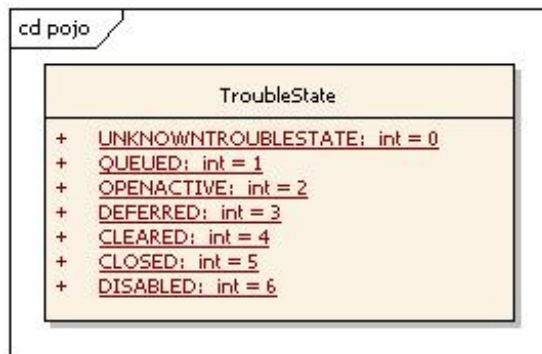 cd pojo
TroubleState
+ UNKNOWNTROUBLESTATE: int = 0
+ QUEUED: int = 1
+ OPENACTIVE: int = 2
+ DEFERRED: int = 3
+ CLEARED: int = 4
+ CLOSED: int = 5
+ DISABLED: int = 6